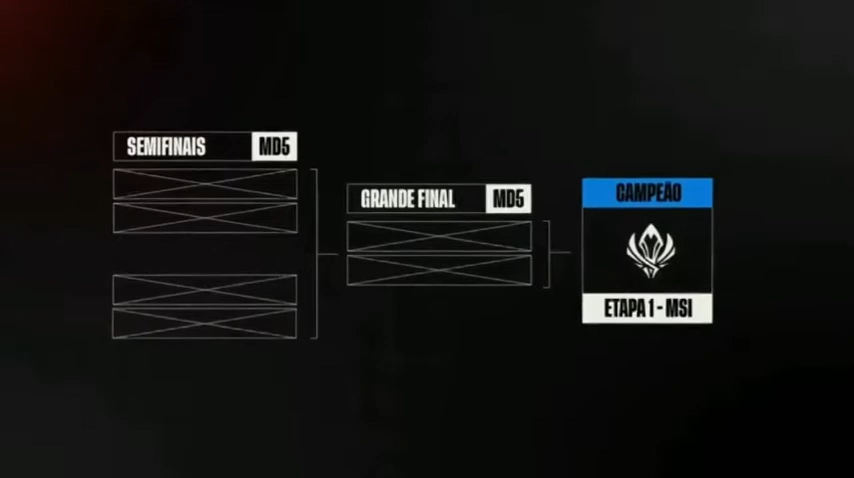 SEMIFINAIS MD5
GRANDE FINAL MD5
CAMPEÃO
ETAPA 1 - MSI